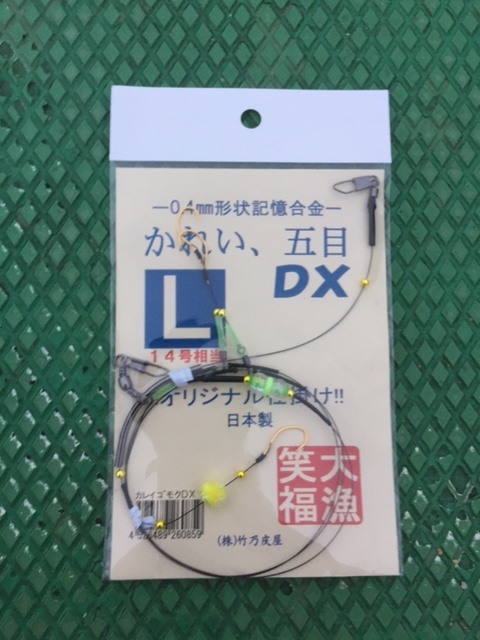 ー0.4mm形状記憶合金ー
かれい、五目
DX
L
14号相当
オリジナル仕掛け!!
日本製
大漁
笑福
カレイゴモクDX
(株)竹乃皮屋